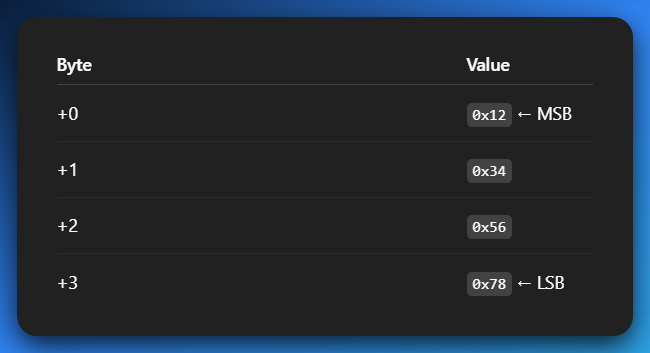 Byte Value
+0 0x12 ← MSB
+1 0x34
+2 0x56
+3 0x78 ← LSB